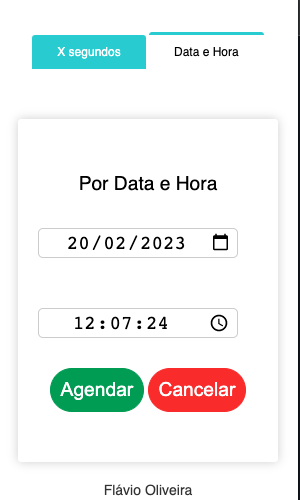 X segundos
Data e Hora
Por Data e Hora
20/02/2023
12:07:24
Agendar
Cancelar
Flávio Oliveira